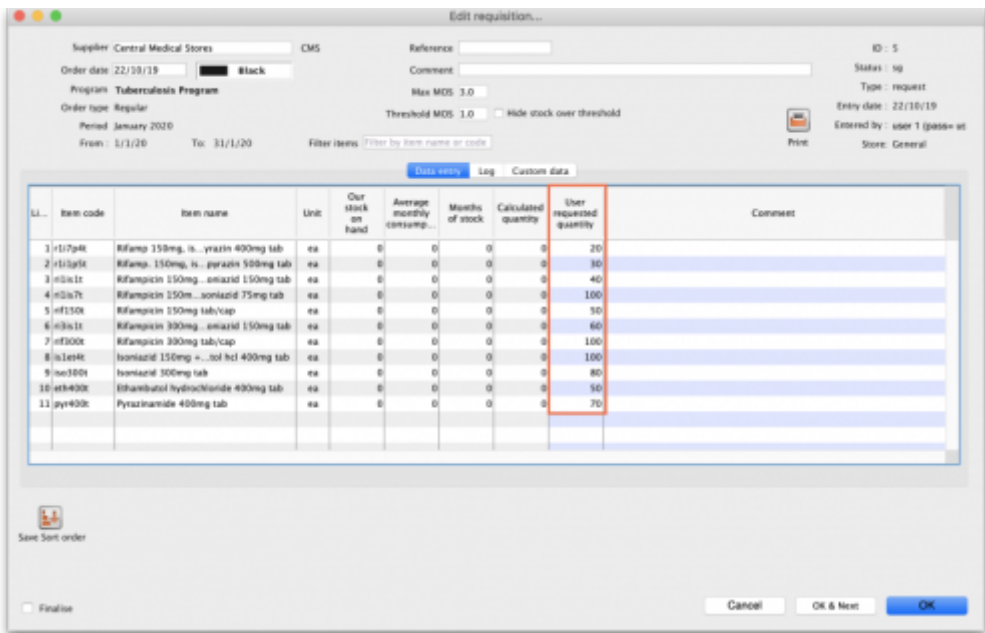 Edit requisition...
Supplier Central Medical Stores CMS Reference ID : 5
Order date 22/10/19 Black Comment Status : sg
Program Tuberculosis Program Max MOS 3.0 Type : request
Order type Regular Threshold MOS 1.0 Hide stock over threshold Entry date : 22/10/19
Period January 2020 Entered by : user 1 (pass= us
From : 1/1/20 To: 31/1/20 Filter items Filter by item name or code Print Store: General
Data entry Log Custom data
Li... Item code Item name Unit Our stock on hand Average monthly consump... Months of stock Calculated quantity User requested quantity Comment
1 Rifamp 150mg, is...yrazin 400mg tab ea 0 0 0 0 20
2 Rifamp. 150mg, is... pyrazin 500mg tab ea 0 0 0 0 30
3 Rifampicin 150mg...oniazid 150mg tab ea 0 0 0 0 40
4 Rifampicin 150m...soniazid 75mg tab ea 0 0 0 0 100
5 rif150t Rifampicin 150mg tab/cap ea 0 0 0 0 50
6 Rifampicin 300mg...oniazid 150mg tab ea 0 0 0 0 60
7 rif300t Rifampicin 300mg tab/cap ea 0 0 0 0 100
8 Isoniazid 150mg +...tol hcl 400mg tab ea 0 0 0 0 100
9 iso300t Isoniazid 300mg tab ea 0 0 0 0 80
10 eth400t Ethambutol hydrochloride 400mg tab ea 0 0 0 0 50
11 pyr400t Pyrazinamide 400mg tab ea 0 0 0 0 70
Save Sort order
Finalise Cancel OK & Next OK